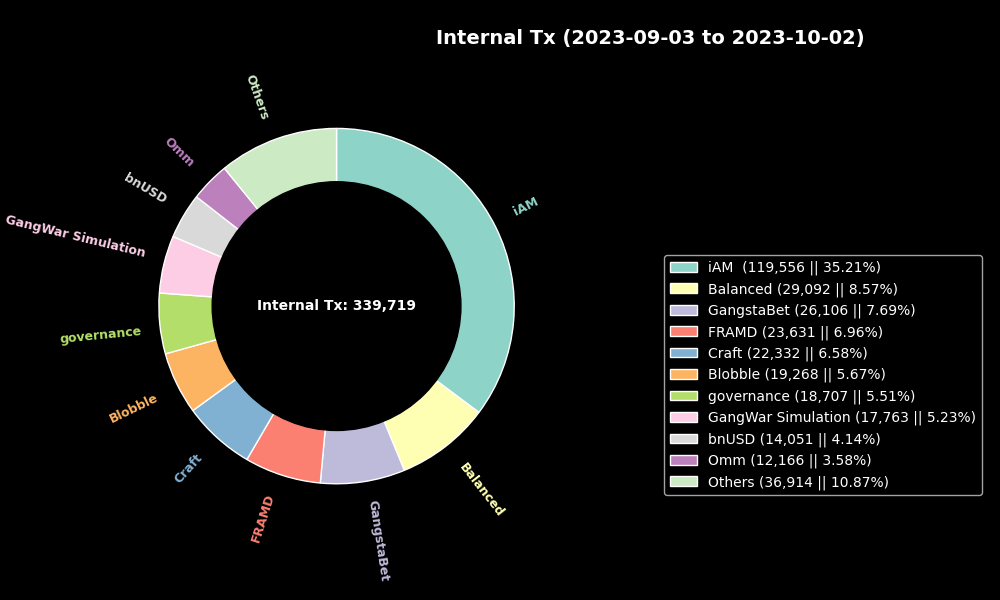 Internal Tx (2023-09-03 to 2023-10-02)
Others
Omm
bnUSD
GangWar Simulation
governance
Blobble
Craft
FRAMD
GangstaBet
Balanced
iAM
Internal Tx: 339,719
iAM  (119,556 || 35.21%)
Balanced (29,092 || 8.57%)
GangstaBet (26,106 || 7.69%)
FRAMD (23,631 || 6.96%)
Craft (22,332 || 6.58%)
Blobble (19,268 || 5.67%)
governance (18,707 || 5.51%)
GangWar Simulation (17,763 || 5.23%)
bnUSD (14,051 || 4.14%)
Omm (12,166 || 3.58%)
Others (36,914 || 10.87%)